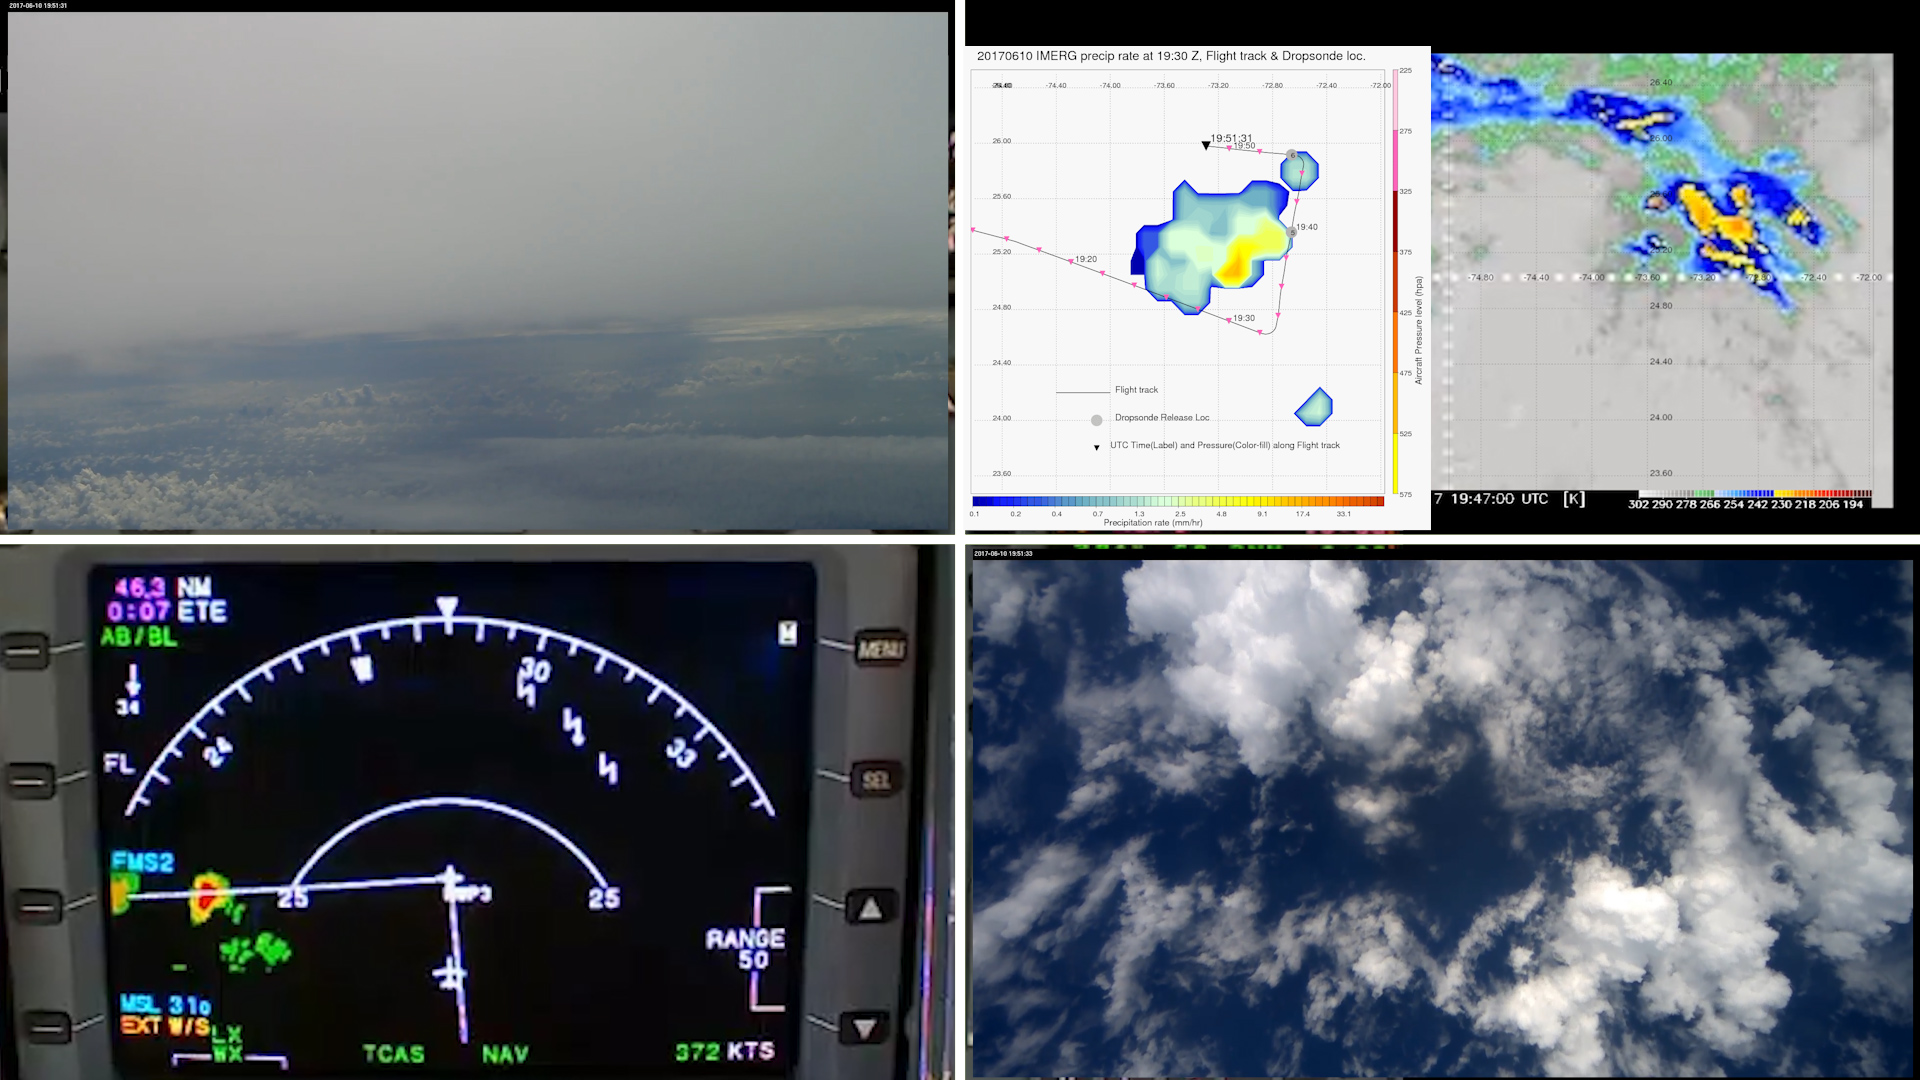 2017-06-10 19:51:31
20170610 IMERG precip rate at 19:30 Z, Flight track & Dropsonde loc.
-74.40 -74.00 -73.60 -73.20 -72.80 -72.40 -72.00
26.00
25.60
25.20
24.80
24.40
24.00
23.60
19:51:31
19:50
6
19:40
5
19:20
19:30
Flight track
Dropsonde Release Loc
UTC Time(Label) and Pressure(Color-fill) along Flight track
0.1 0.2 0.4 0.7 1.3 2.5 4.8 9.1 17.4 33.1
Precipitation rate (mm/hr)
225
275
325
375
425
475
525
575
Aircraft Pressure level (hpa)
26.40
26.00
25.20
-74.80 -74.40 -74.00 -73.60 -73.20 -72.80 -72.40 -72.00
24.80
24.40
24.00
23.60
7 19:47:00 UTC [K]
302 290 278 266 254 242 230 218 206 194
46.3 NM
0:07 ETE
AB/BL
34
FL
W
30
24
33
M
MENU
SEL
FMS2
25
25
RANGE
50
MSL 310
EXT W/S
LX
WX
TCAS
NAV
372 KTS
2017-06-10 19:51:33